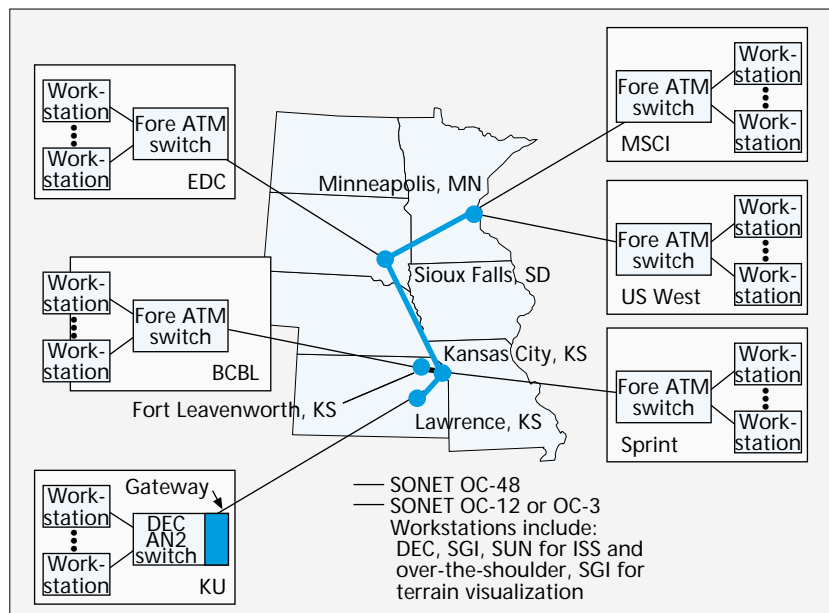 Work-
station
Work-
station
Fore ATM
switch
EDC
Work-
station
Work-
station
Fore ATM
switch
BCBL
Gateway
Work-
station
Work-
station
DEC
AN2
switch
KU
Minneapolis, MN
Sioux Falls, SD
Kansas City, KS
Fort Leavenworth, KS
Lawrence, KS
Fore ATM
switch
MSCI
Work-
station
Work-
station
Fore ATM
switch
US West
Work-
station
Work-
station
Fore ATM
switch
Sprint
Work-
station
Work-
station
SONET OC-48
SONET OC-12 or OC-3
Workstations include:
DEC, SGI, SUN for ISS and
over-the-shoulder, SGI for
terrain visualization